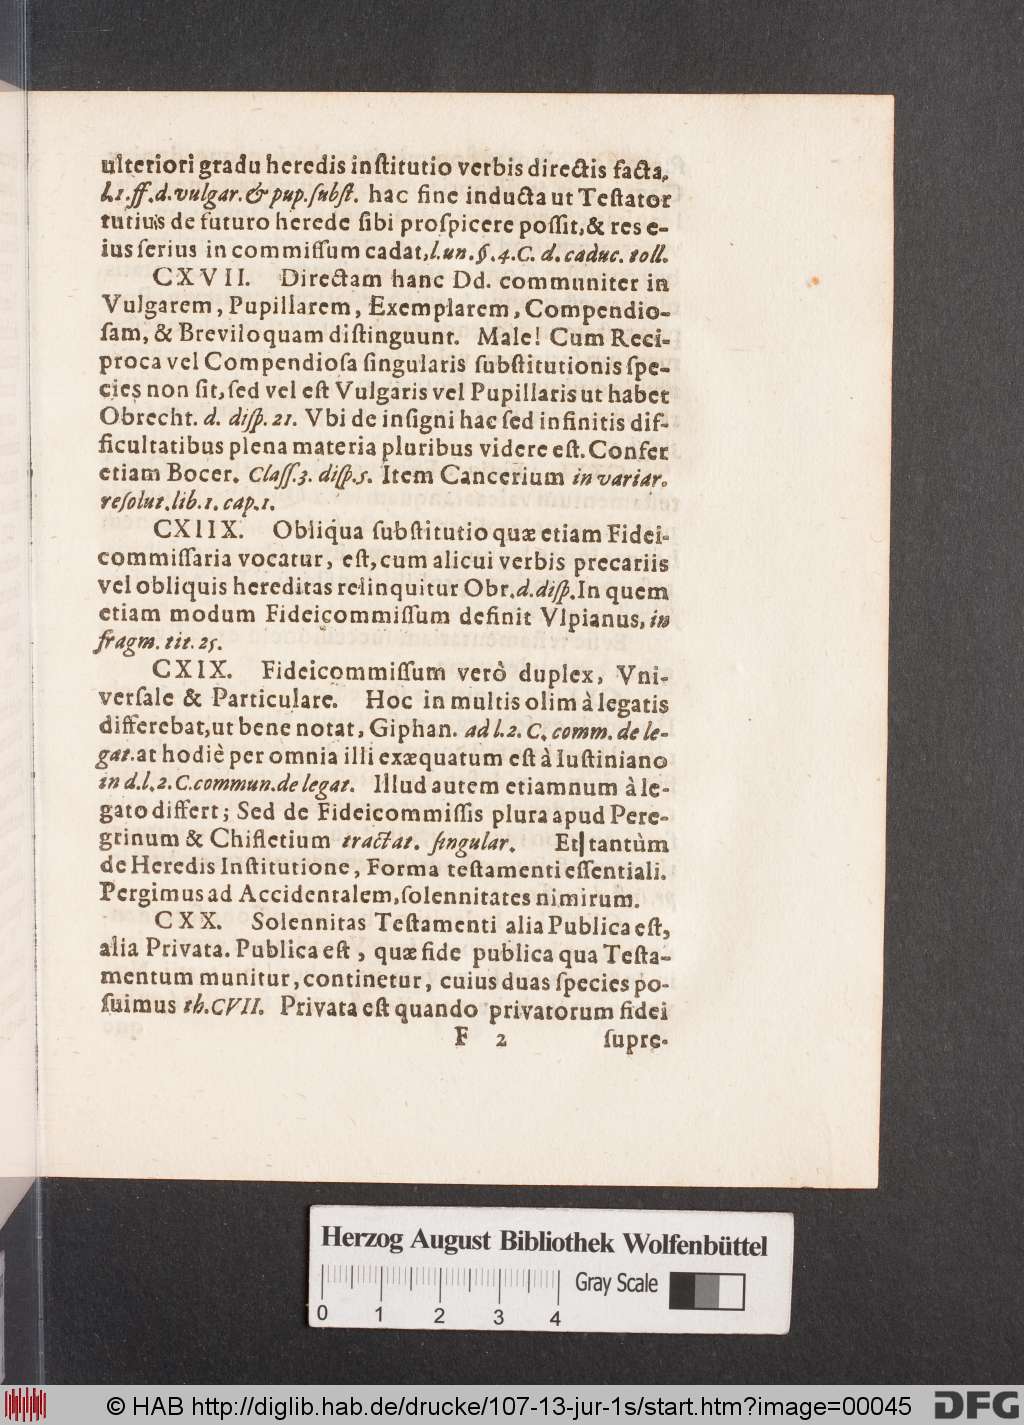 ulteriori gradu heredis inſtitutio verbis directis facta,
l.1.ff.d.vulgar.& pup.ſubſt. hac fine inducta ut Teſtator
tutius de futuro herede ſibi proſpicere poſſit,& res e-
ius ſerius in commiſſum cadat,l.un.§.4.C. d.caduc. toll.
CXVII. Directam hanc Dd. communiter in
Vulgarem, Pupillarem, Exemplarem, Compendio-
ſam, & Breviloquam diſtinguunt. Male! Cum Reci-
proca vel Compendioſa ſingularis ſubſtitutionis ſpe-
cies non ſit,ſed vel eſt Vulgaris vel Pupillaris ut habet
Obrecht. d. diſp. 21. Vbi de inſigni hac ſed infinitis dif-
ficultatibus plena materia pluribus videre eſt. Confer
etiam Bocer. Claſſ.3. diſp.5. Item Cancerium in variar.
reſolut.lib.1. cap.1.
CXIIX. Obliqua ſubſtitutio quæ etiam Fidei-
commiſſaria vocatur, eſt, cum alicui verbis precariis
vel obliquis hereditas relinquitur Obr.d.diſp. In quem
etiam modum Fideicommiſſum definit Vlpianus, in
fragm. tit. 25.
CXIX. Fideicommiſſum verò duplex, Vni-
verſale & Particulare. Hoc in multis olim à legatis
differebat,ut bene notat, Giphan. ad l.2. C. comm. de le-
gat. at hodiè per omnia illi exæquatum eſt à Iuſtiniano
in d.l.2.C.commun.de legat. Illud autem etiamnum à le-
gato differt; Sed de Fideicommiſſis plura apud Pere-
grinum & Chifletium tractat. ſingular. Et tantùm
de Heredis Inſtitutione, Forma teſtamenti eſſentiali.
Pergimus ad Accidentalem,ſolennitates nimirum.
CXX. Solennitas Teſtamenti alia Publica eſt,
alia Privata. Publica eſt, quæ fide publica qua Teſta-
mentum munitur, continetur, cuius duas ſpecies po-
ſuimus th.CVII. Privata eſt quando privatorum fidei
F 2 ſupre-
Herzog August Bibliothek Wolfenbüttel
Gray Scale
0 1 2 3 4
© HAB http://diglib.hab.de/drucke/107-13-jur-1s/start.htm?image=00045
DFG